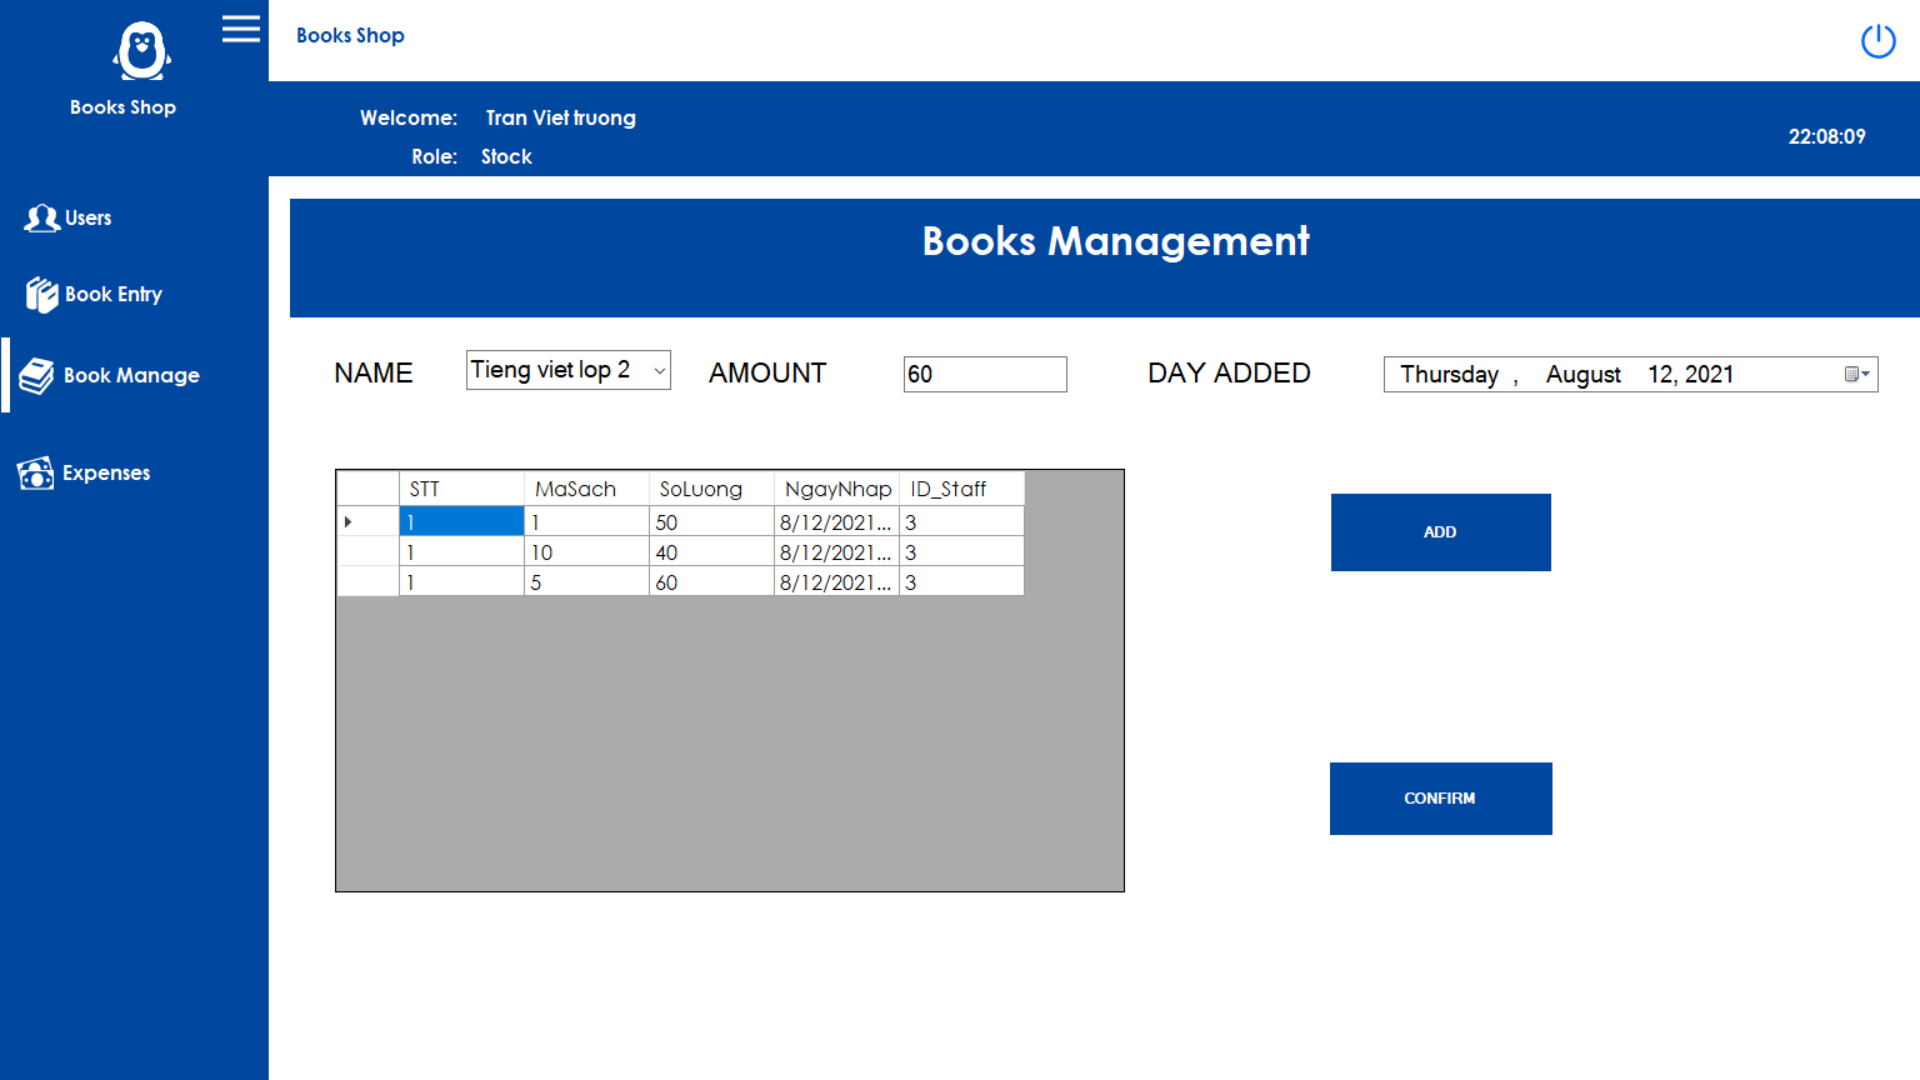 Books Shop
Books Shop
Welcome: Tran Viet truong
Role: Stock
22:08:09
Users
Book Entry
Book Manage
Expenses
Books Management
NAME Tieng viet lop 2 AMOUNT 60 DAY ADDED Thursday , August 12, 2021
STT MaSach SoLuong NgayNhap ID_Staff
1 1 50 8/12/2021... 3
1 10 40 8/12/2021... 3
1 5 60 8/12/2021... 3
ADD
CONFIRM